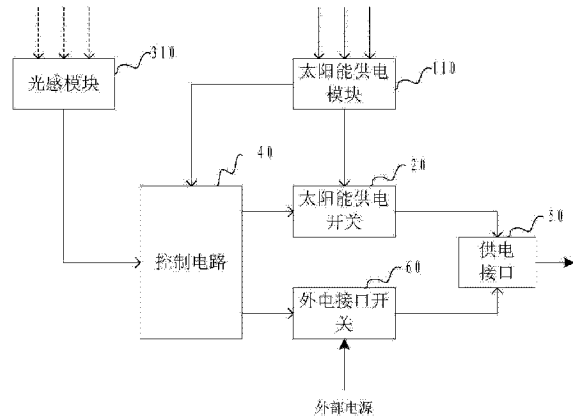 310
光感模块
太阳能供电
模块
110
40
20
太阳能供电
开关
50
供电
接口
控制电路
60
外电接口开
关
外部电源